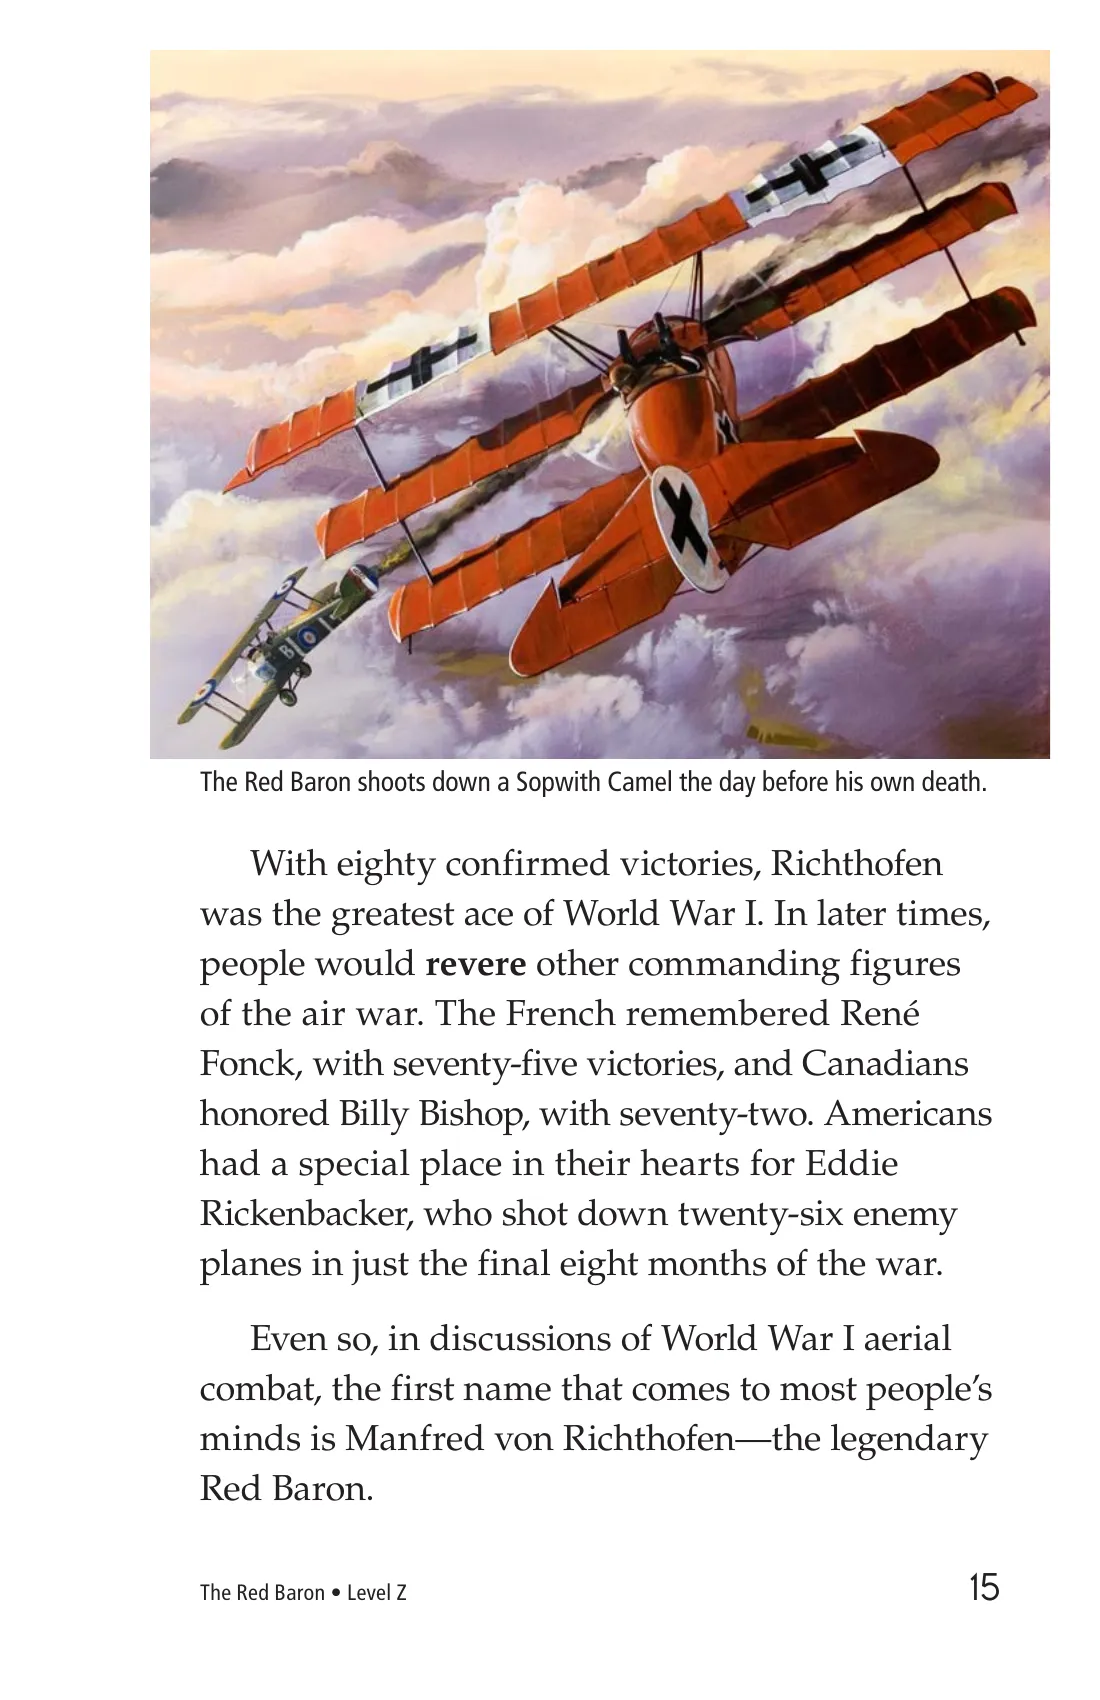 The Red Baron shoots down a Sopwith Camel the day before his own death.
With eighty confirmed victories, Richthofen
was the greatest ace of World War I. In later times,
people would revere other commanding figures
of the air war. The French remembered René
Fonck, with seventy-five victories, and Canadians
honored Billy Bishop, with seventy-two. Americans
had a special place in their hearts for Eddie
Rickenbacker, who shot down twenty-six enemy
planes in just the final eight months of the war.
Even so, in discussions of World War I aerial
combat, the first name that comes to most people’s
minds is Manfred von Richthofen—the legendary
Red Baron.
The Red Baron • Level Z
15